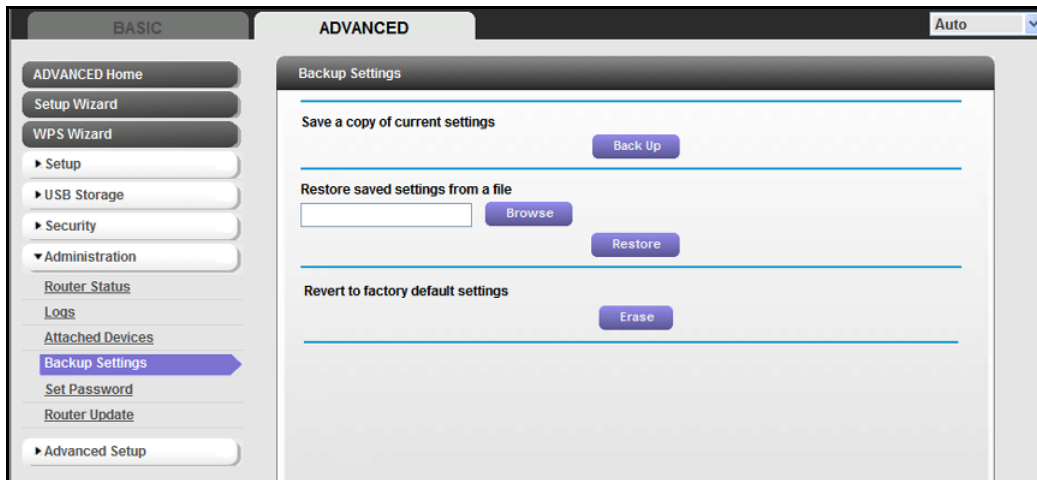 BASIC
ADVANCED
Auto
ADVANCED Home
Setup Wizard
WPS Wizard
Setup
USB Storage
Security
Administration
Router Status
Logs
Attached Devices
Backup Settings
Set Password
Router Update
Advanced Setup
Backup Settings
Save a copy of current settings
Back Up
Restore saved settings from a file
Browse
Restore
Revert to factory default settings
Erase